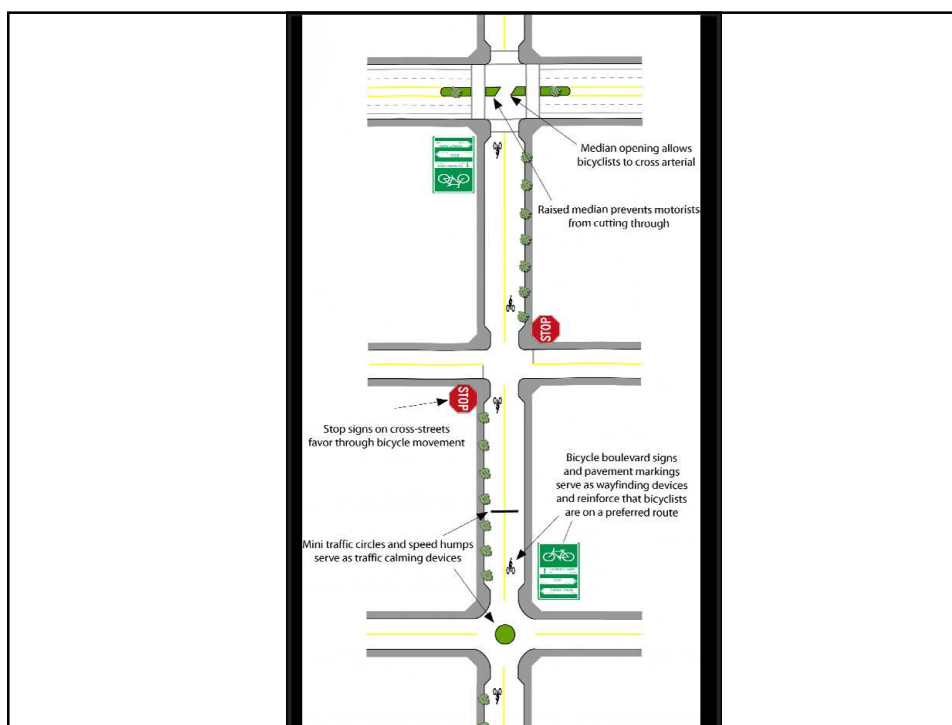 Median opening allows
bicyclists to cross arterial
Raised median prevents motorists
from cutting through
STOP
STOP
Stop signs on cross-streets
favor through bicycle movement
Bicycle boulevard signs
and pavement markings
serve as wayfinding devices
and reinforce that bicyclists
are on a preferred route
Mini traffic circles and speed humps
serve as traffic calming devices